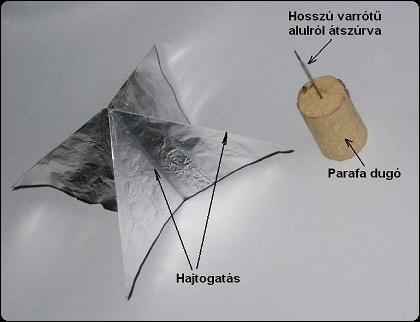 Hosszú varrótű
alulról átszúrva
Parafa dugó
Hajtogatás